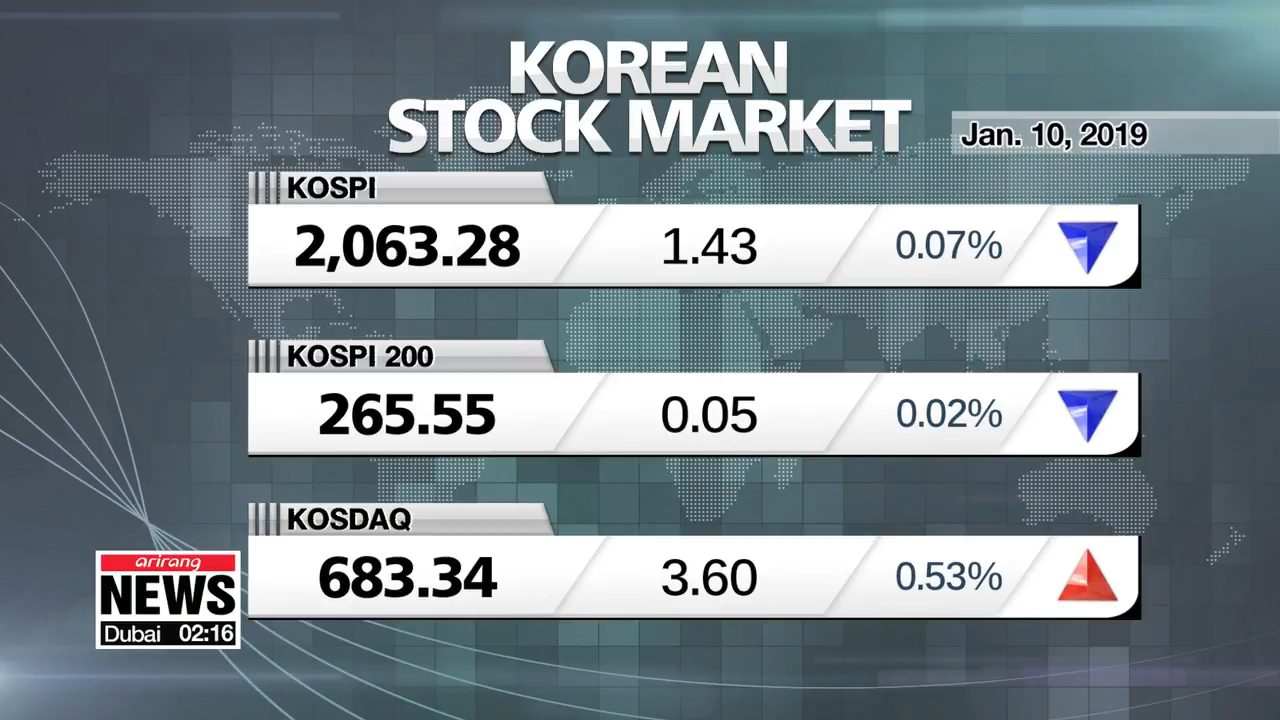 KOREAN
STOCK MARKET
Jan. 10, 2019
KOSPI
2,063.28 1.43 0.07%
KOSPI 200
265.55 0.05 0.02%
KOSDAQ
683.34 3.60 0.53%
arirang
NEWS
Dubai 02:16